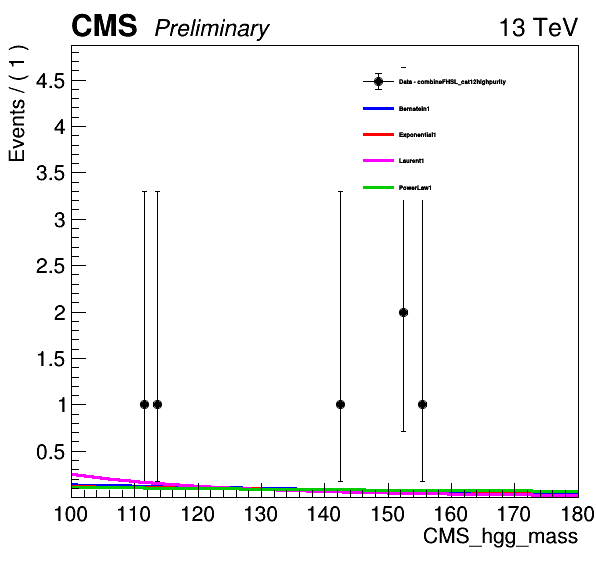 CMS Preliminary 13 TeV
Events / ( 1 )
4.5
4
3.5
3
2.5
2
1.5
1
0.5
Data - combineFHSL_cat12highpurity
Bernstein1
Exponential1
Laurent1
PowerLaw1
100 110 120 130 140 150 160 170 180
CMS_hgg_mass